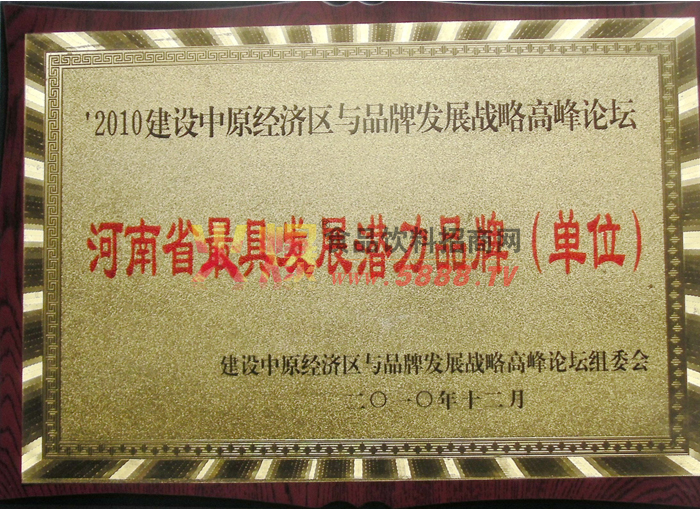 '2010建设中原经济区与品牌发展战略高峰论坛
河南省最具发展潜力品牌（单位）
食品饮料招商网
www.5888.TV
建设中原经济区与品牌发展战略高峰论坛组委会
二〇一〇年十二月